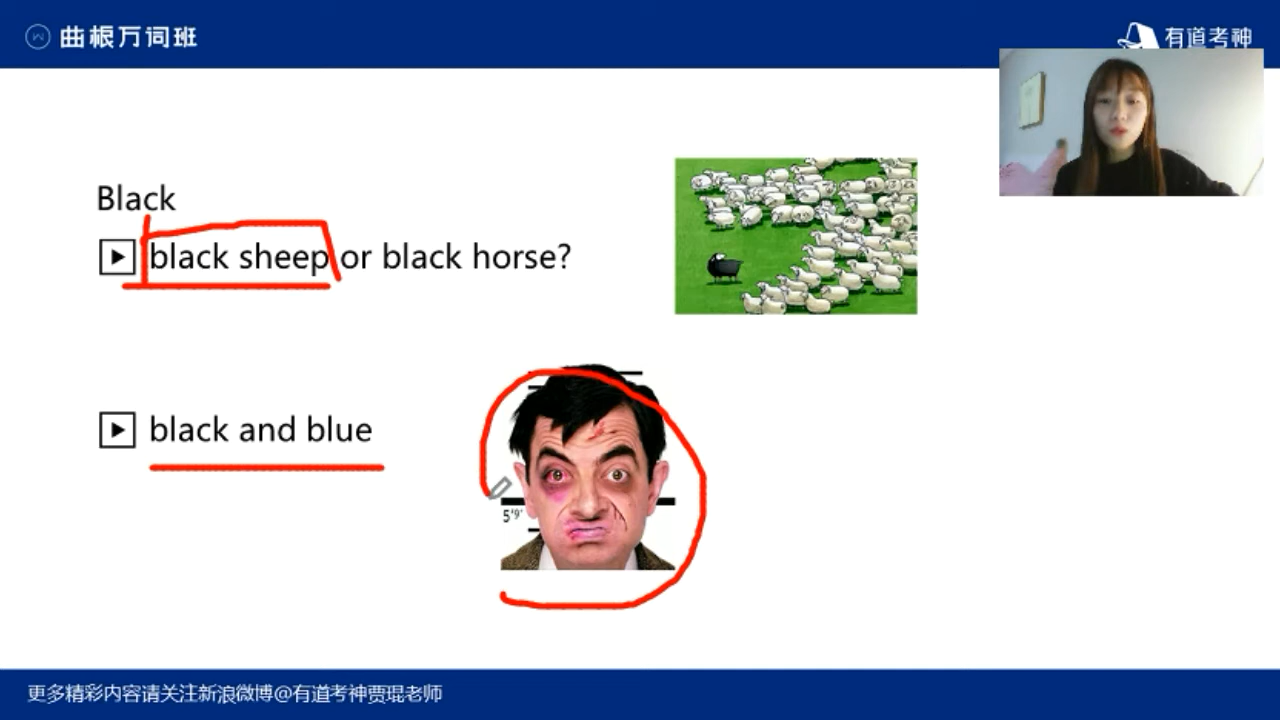 曲根万词班
有道考神
Black
black sheep or black horse?
black and blue
5'9'
更多精彩内容请关注新浪微博@有道考神贾琨老师